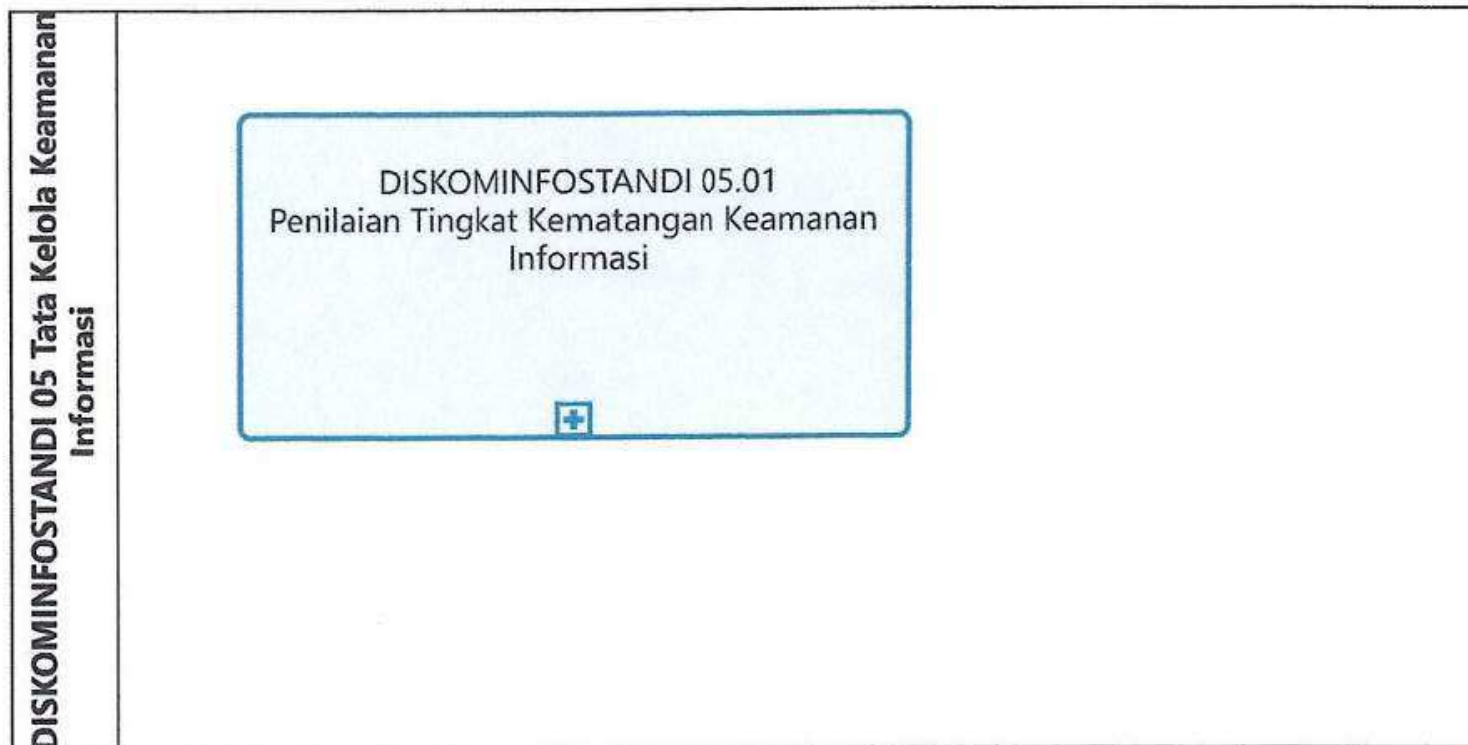 DISKOMINFOSTANDI 05 Tata Kelola Keamanan
Informasi
DISKOMINFOSTANDI 05.01
Penilaian Tingkat Kematangan Keamanan
Informasi